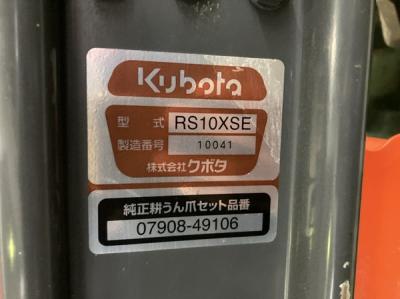 Kubota
型式 RS10XSE
製造番号 10041
株式会社クボタ
純正耕うん爪セット品番
07908-49106